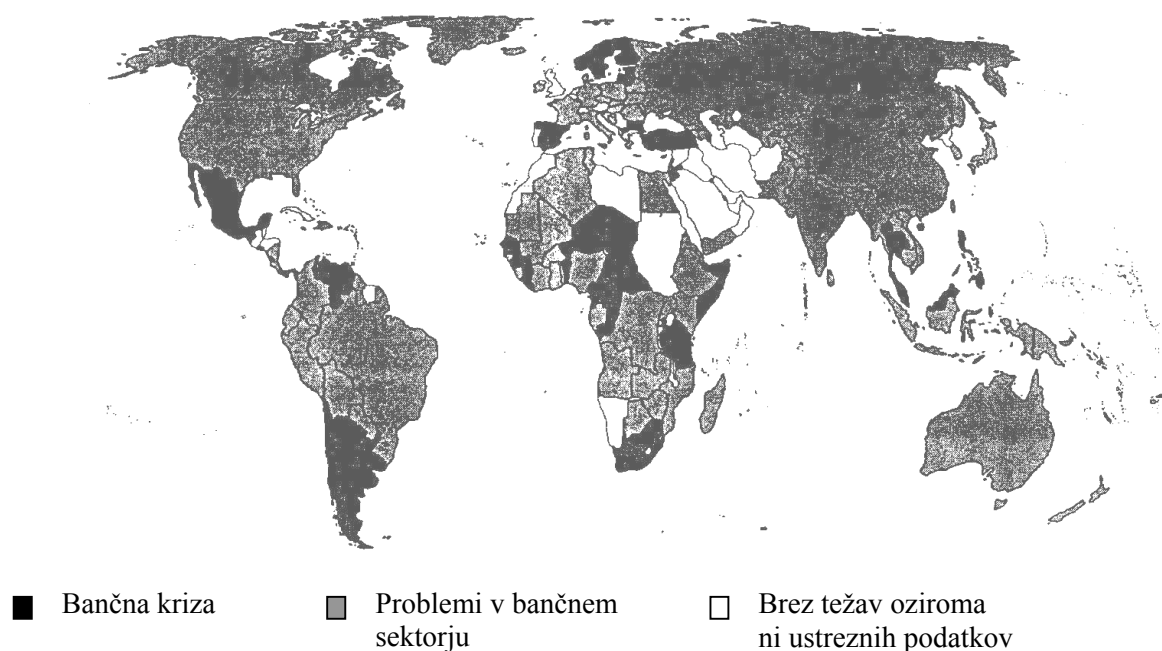 Bančna kriza
Problemi v bančnem
sektorju
Brez težav oziroma
ni ustreznih podatkov